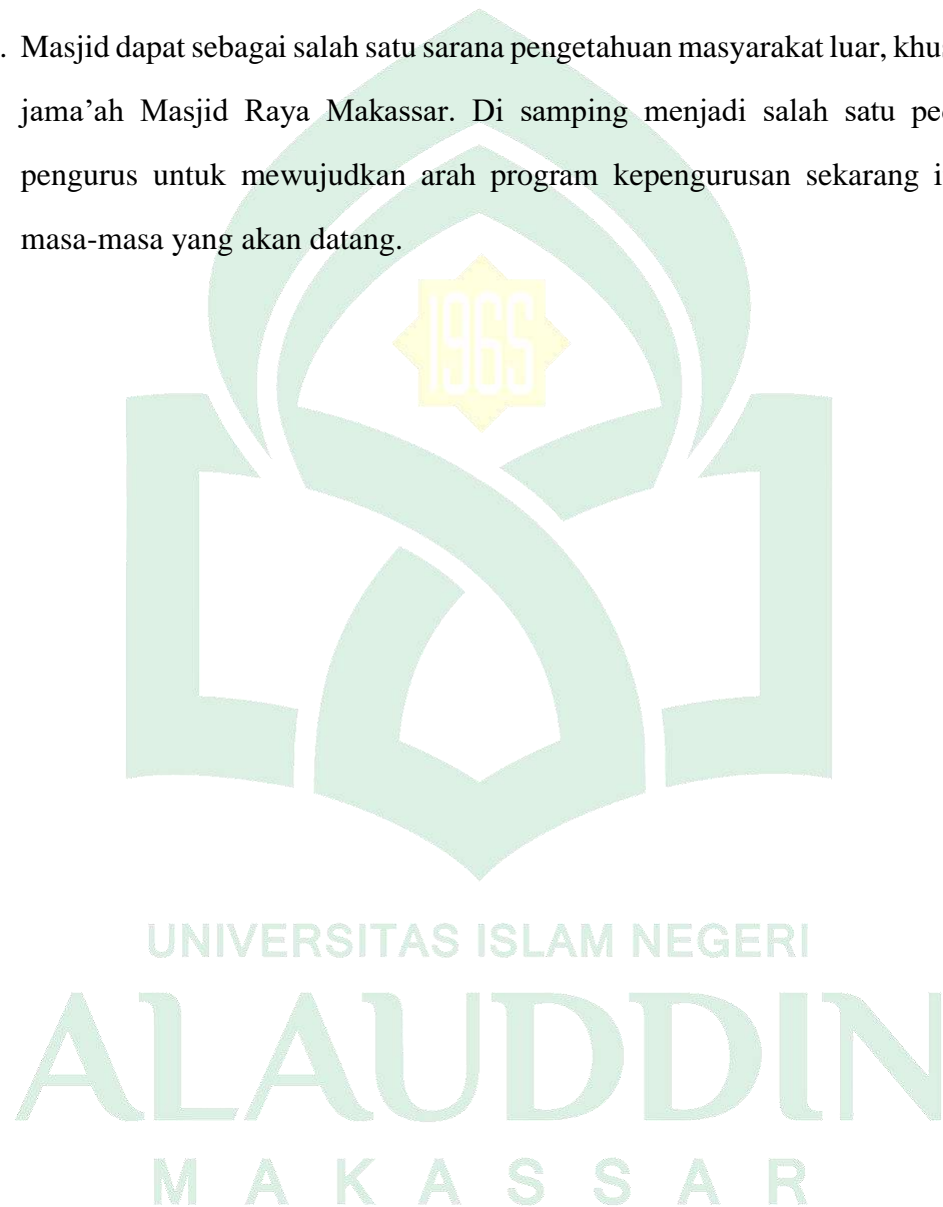 . Masjid dapat sebagai salah satu sarana pengetahuan masyarakat luar, khu
jama’ah Masjid Raya Makassar. Di samping menjadi salah satu pe
pengurus untuk mewujudkan arah program kepengurusan sekarang i
masa-masa yang akan datang.
1965
UNIVERSITAS ISLAM NEGERI
ALAUDDIN
MAKASSAR